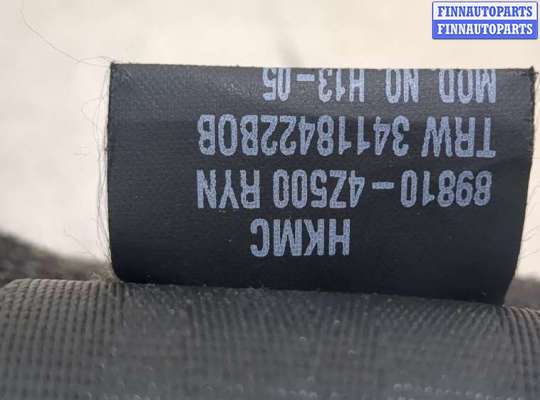 FINNAUTOPARTS
FINNAUTOPARTS
HKMC
89810-4Z500 RYN
TRW 34118422B0B
MOD NO H13-05